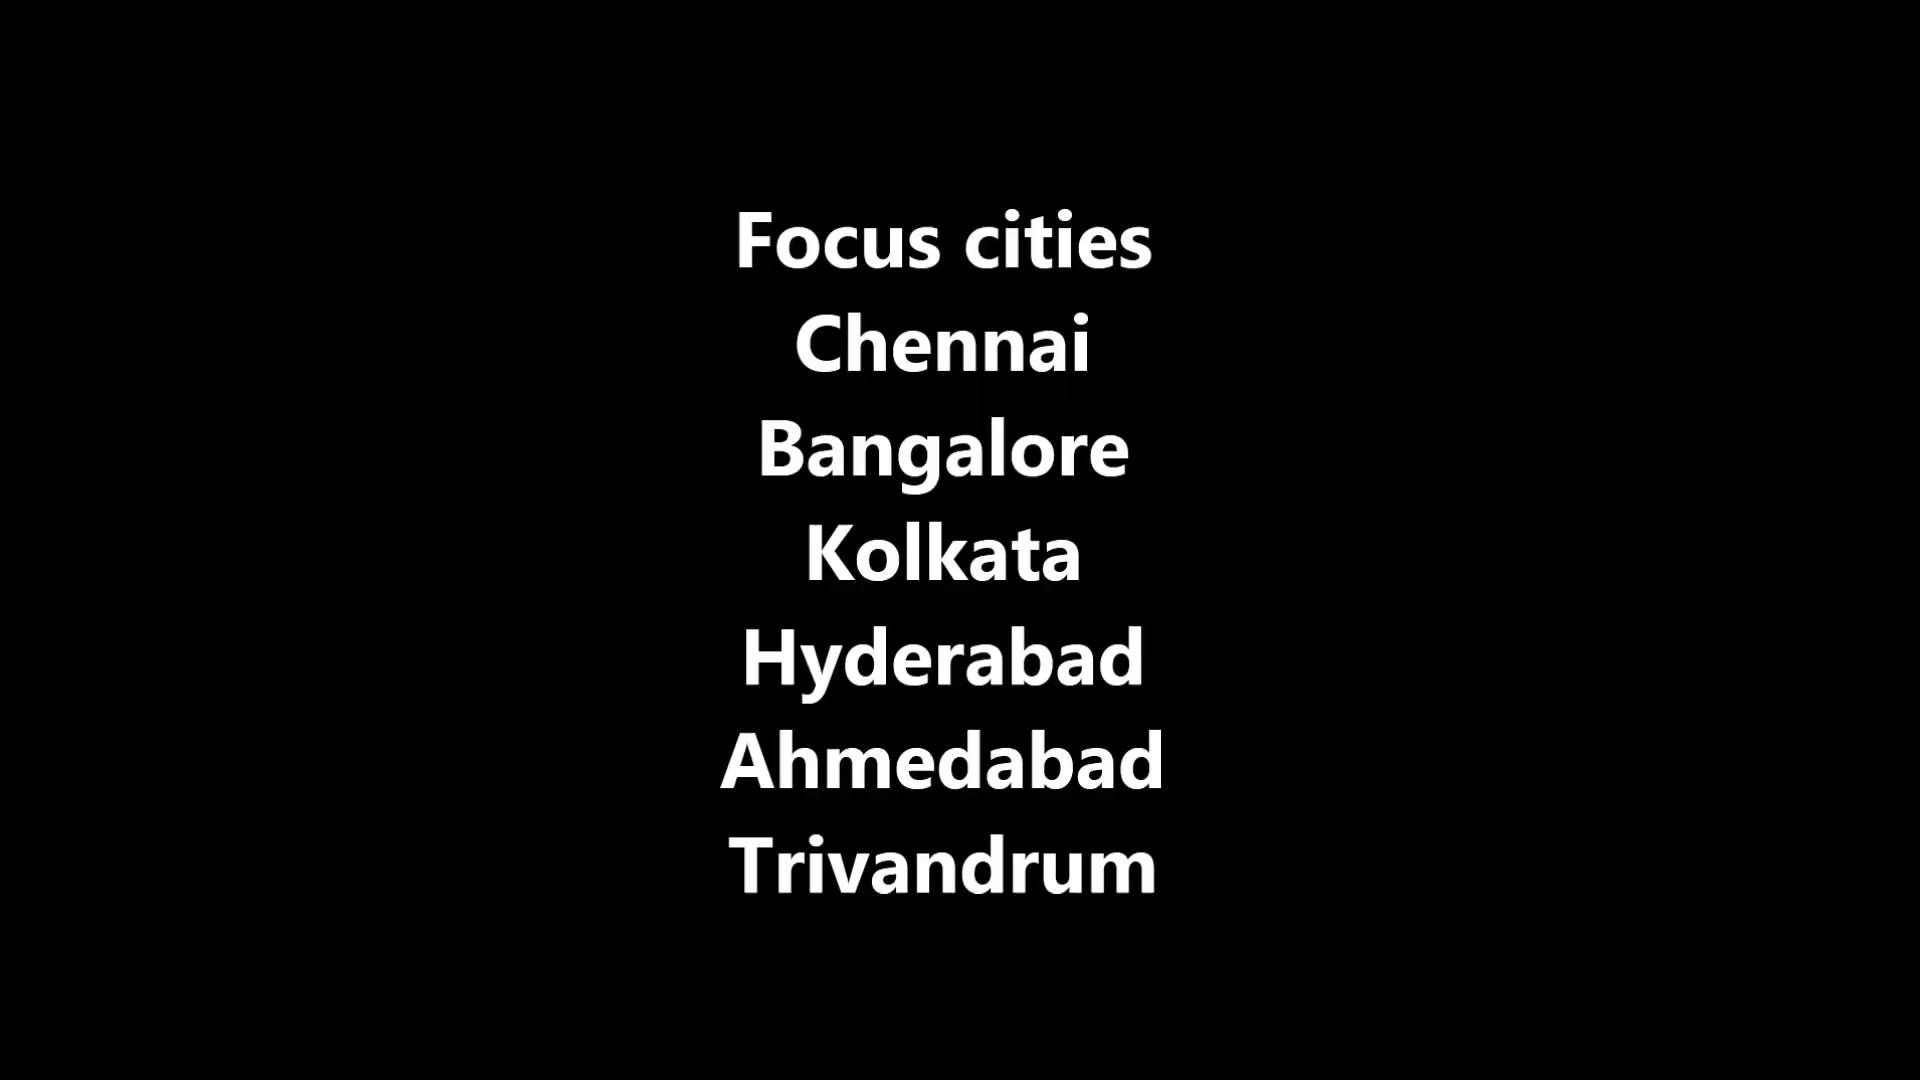 Focus cities
Chennai
Bangalore
Kolkata
Hyderabad
Ahmedabad
Trivandrum